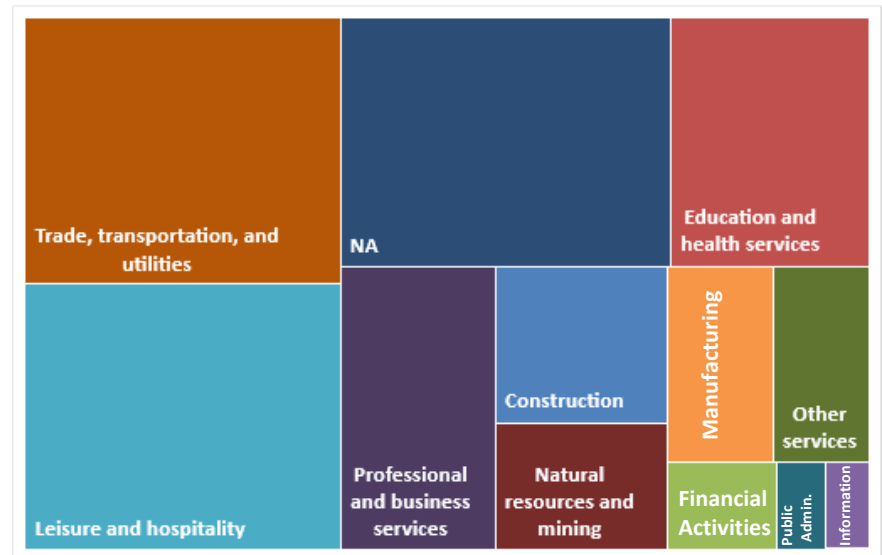 Trade, transportation, and
utilities
NA
Education and
health services
Leisure and hospitality
Professional
and business
services
Construction
Natural
resources and
mining
Manufacturing
Other
services
Financial
Activities
Public
Admin.
Information